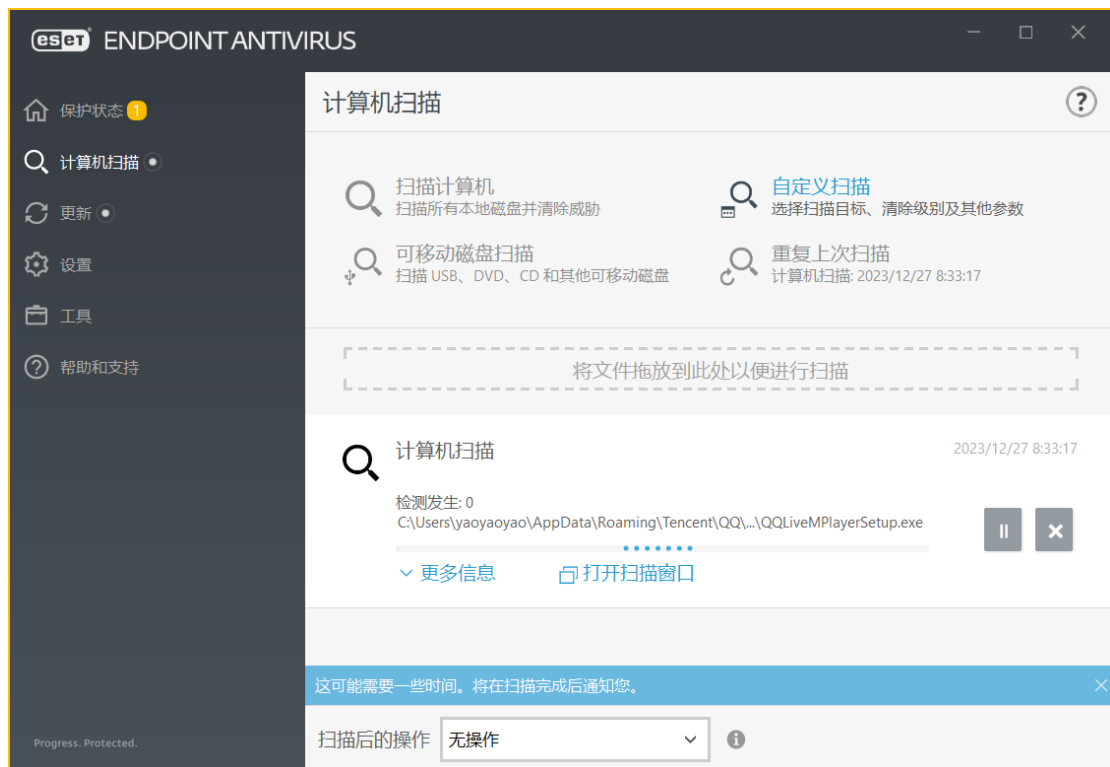 eset ENDPOINT ANTIVIRUS
保护状态 1
计算机扫描
更新
设置
工具
帮助和支持
Progress. Protected.
计算机扫描
?
扫描计算机
扫描所有本地磁盘并清除威胁
自定义扫描
选择扫描目标、清除级别及其他参数
可移动磁盘扫描
扫描 USB、DVD、CD 和其他可移动磁盘
重复上次扫描
计算机扫描: 2023/12/27 8:33:17
将文件拖放到此处以便进行扫描
计算机扫描
2023/12/27 8:33:17
检测发生: 0
C:\Users\yaoyaoyao\AppData\Roaming\Tencent\QQ\...\QQLiveMPlayerSetup.exe
更多信息
打开扫描窗口
这可能需要一些时间。将在扫描完成后通知您。
扫描后的操作
无操作